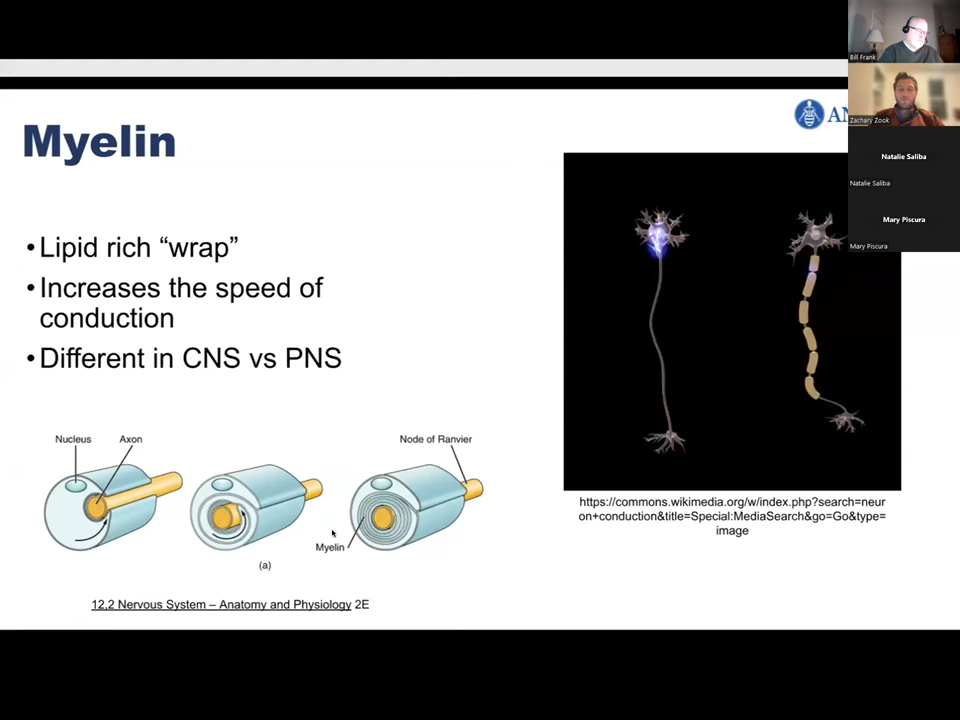 Myelin
•Lipid rich “wrap”
•Increases the speed of
conduction
•Different in CNS vs PNS
Nucleus
Axon
Node of Ranvier
Myelin
(a)
12.2 Nervous System – Anatomy and Physiology 2E
https://commons.wikimedia.org/w/index.php?search=neur
on+conduction&title=Special:MediaSearch&go=Go&type=
image
Bill Frank
Zachary Zook
Natalie Saliba
Natalie Saliba
Mary Piscura
Mary Piscura